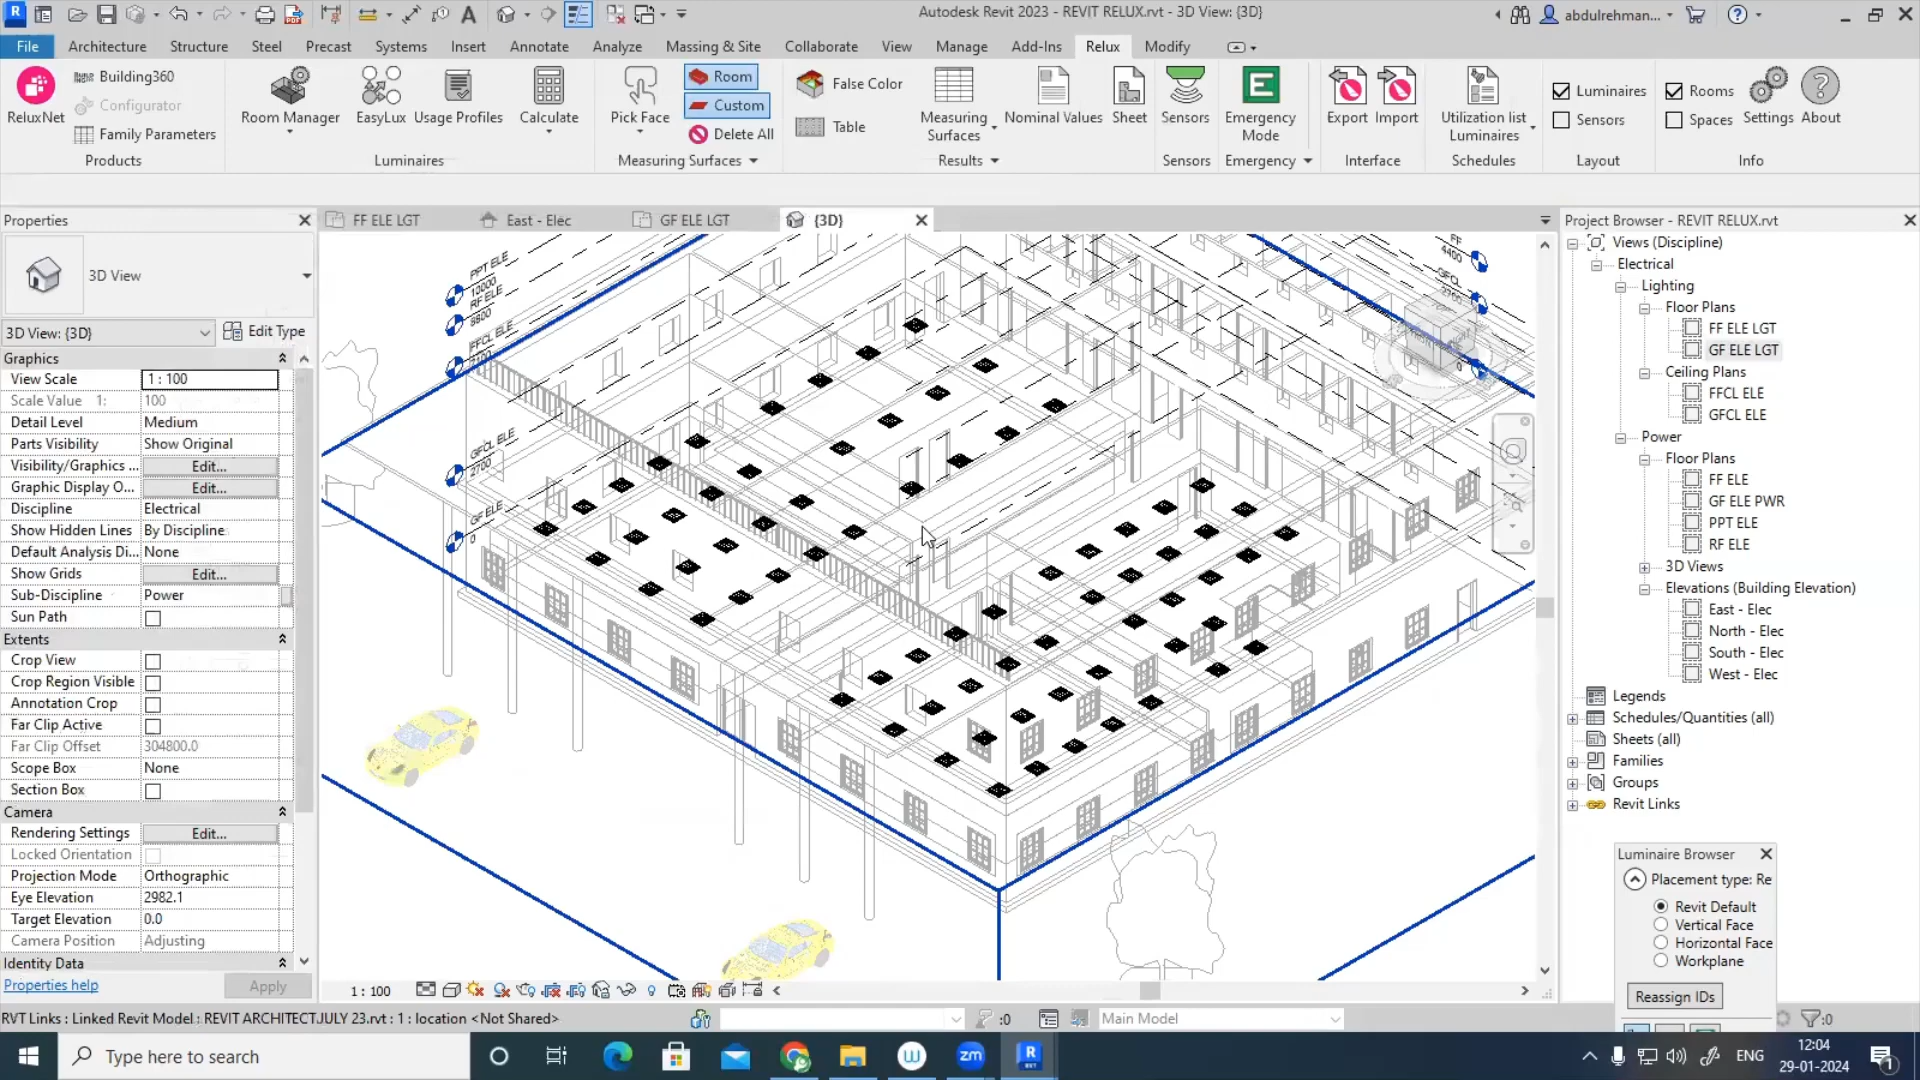 Autodesk Revit 2023 - REVIT RELUX.rvt - 3D View: {3D}
abdulrehman...
File Architecture Structure Steel Precast Systems Insert Annotate Analyze Massing & Site Collaborate View Manage Add-Ins Relux Modify
ReluxNet
Building360
Configurator
Family Parameters
Products
Room Manager
EasyLux
Usage Profiles
Calculate
Luminaires
Pick Face
Room
Custom
Delete All
Measuring Surfaces
False Color
Table
Measuring
Surfaces
Nominal Values
Sheet
Results
Sensors
Sensors
Emergency
Mode
Emergency
Export
Import
Interface
Utilization list
Luminaires
Schedules
Luminaires
Sensors
Layout
Rooms
Spaces
Settings
About
Info
Properties
FF ELE LGT
East - Elec
GF ELE LGT
{3D}
Project Browser - REVIT RELUX.rvt
3D View
3D View: {3D}
Edit Type
Graphics
View Scale 1 : 100
Scale Value 1: 100
Detail Level Medium
Parts Visibility Show Original
Visibility/Graphics ... Edit...
Graphic Display O... Edit...
Discipline Electrical
Show Hidden Lines By Discipline
Default Analysis Di... None
Show Grids Edit...
Sub-Discipline Power
Sun Path
Extents
Crop View
Crop Region Visible
Annotation Crop
Far Clip Active
Far Clip Offset 304800.0
Scope Box None
Section Box
Camera
Rendering Settings Edit...
Locked Orientation
Projection Mode Orthographic
Eye Elevation 2982.1
Target Elevation 0.0
Camera Position Adjusting
Identity Data
Properties help
Apply
PPT ELE
10000
RF ELE
8800
FFCL ELE
GFCL ELE
2700
GF ELE
0
FF
4400
GFCL
2700
0
Views (Discipline)
Electrical
Lighting
Floor Plans
FF ELE LGT
GF ELE LGT
Ceiling Plans
FFCL ELE
GFCL ELE
Power
Floor Plans
FF ELE
GF ELE PWR
PPT ELE
RF ELE
3D Views
Elevations (Building Elevation)
East - Elec
North - Elec
South - Elec
West - Elec
Legends
Schedules/Quantities (all)
Sheets (all)
Families
Groups
Revit Links
Luminaire Browser
Placement type: Re
Revit Default
Vertical Face
Horizontal Face
Workplane
Reassign IDs
1 : 100
RVT Links : Linked Revit Model : REVIT ARCHITECTJULY 23.rvt : 1 : location <Not Shared>
:0
Main Model
:0
Type here to search
ENG
12:04
29-01-2024